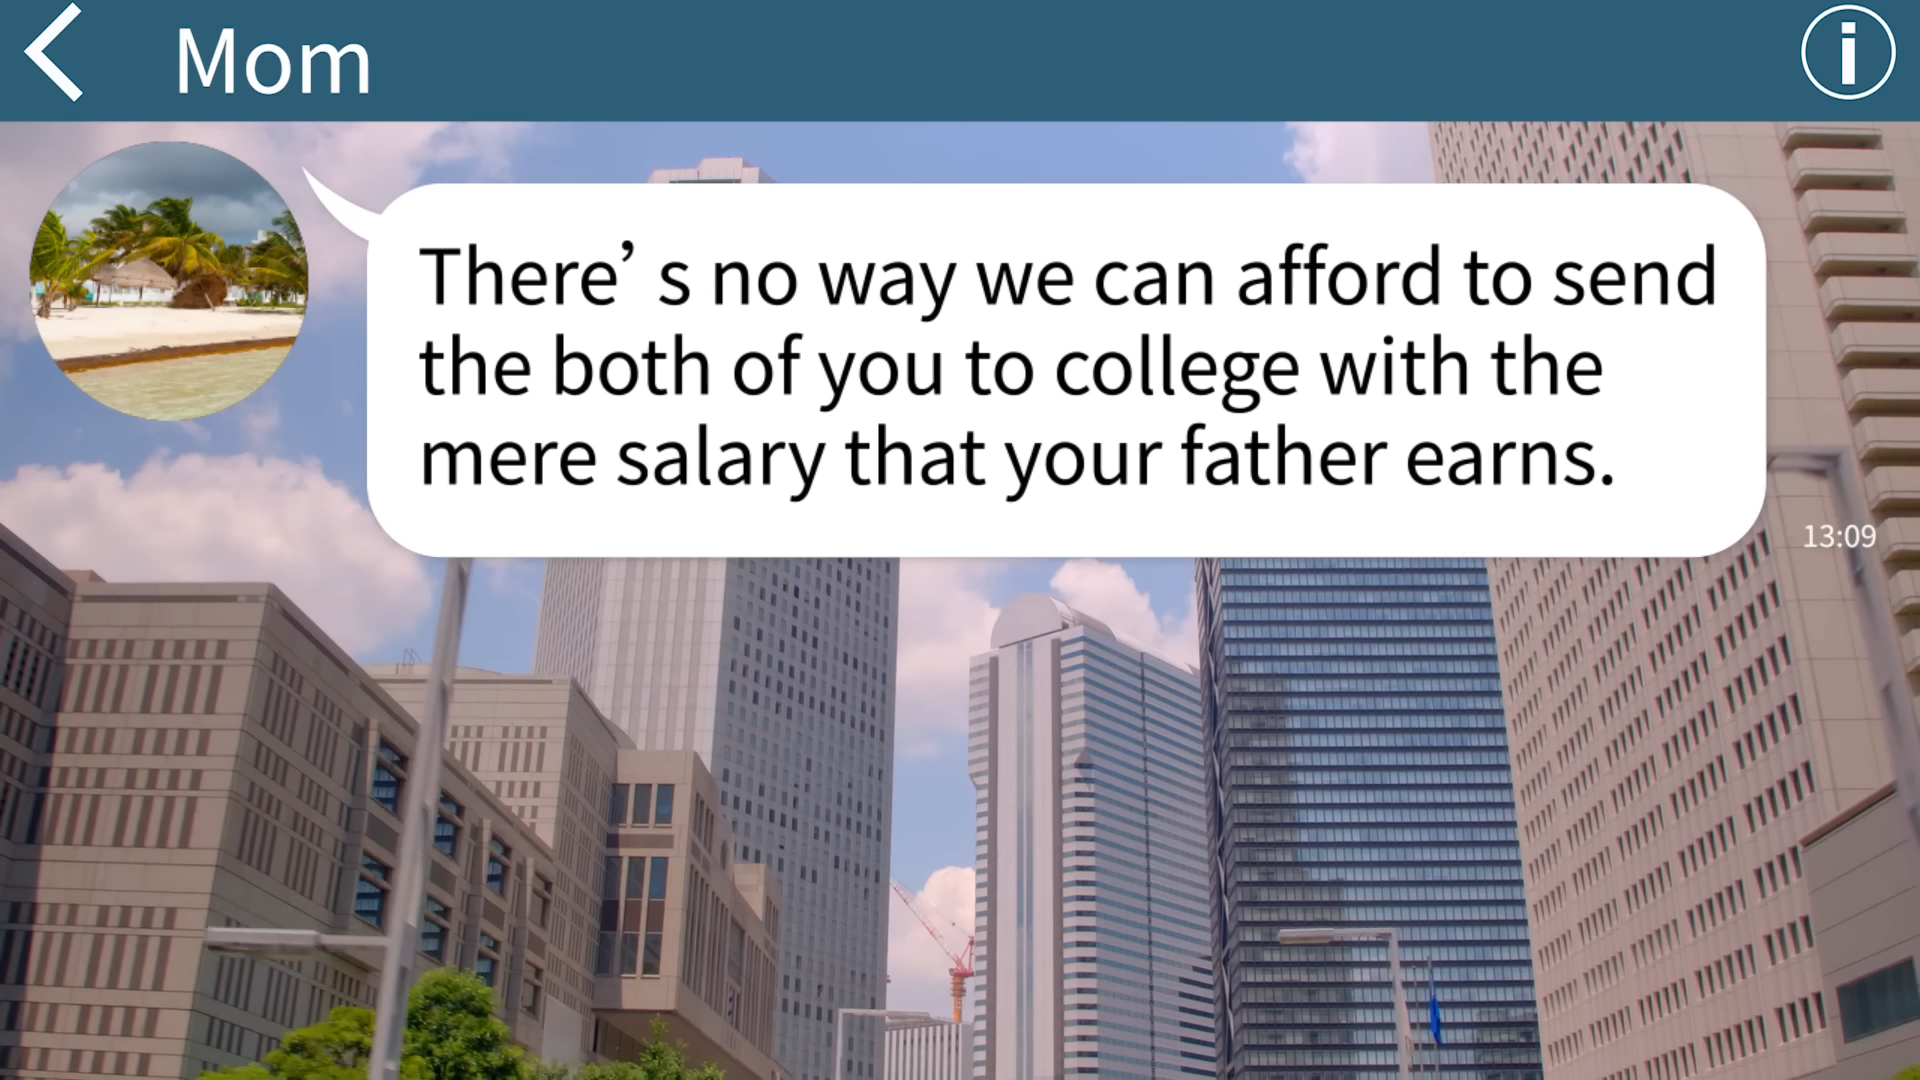 Mom
There’s no way we can afford to send
the both of you to college with the
mere salary that your father earns.
13:09